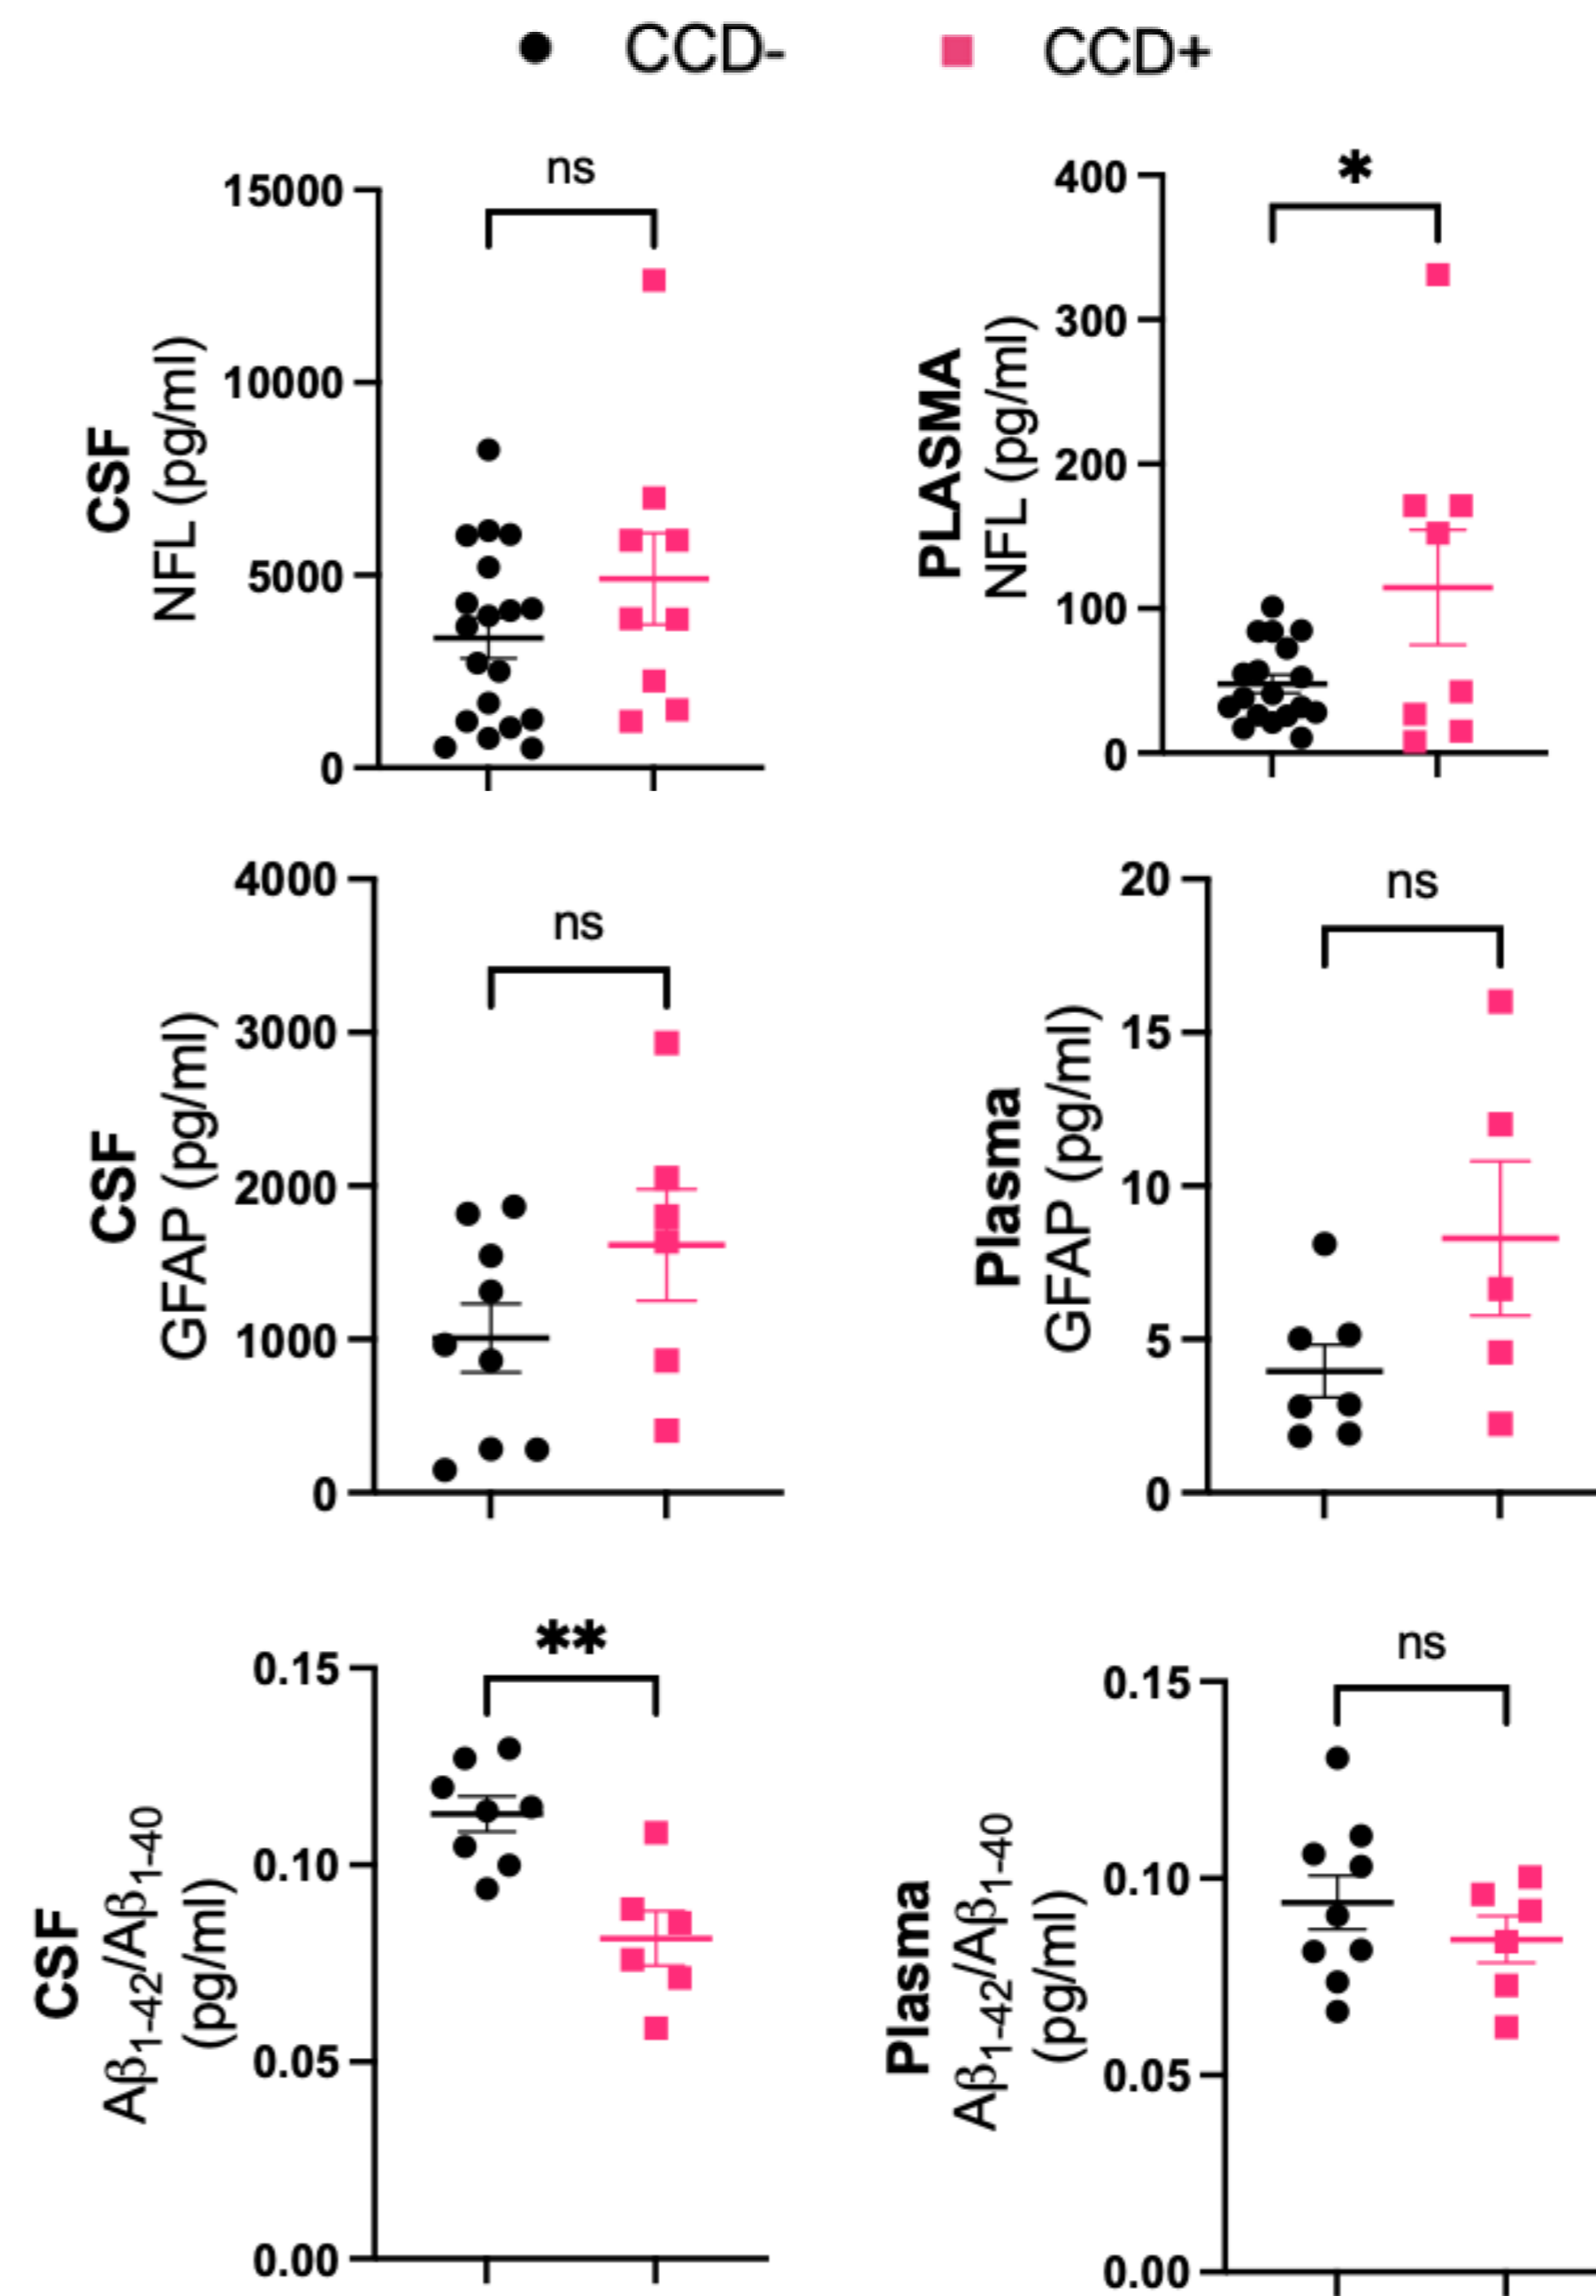 CCD- CCD+
ns
15000
10000
5000
0
CSF
NFL (pg/ml)
*
400
300
200
100
0
PLASMA
NFL (pg/ml)
ns
4000
3000
2000
1000
0
CSF
GFAP (pg/ml)
ns
20
15
10
5
0
Plasma
GFAP (pg/ml)
**
0.15
0.10
0.05
0.00
CSF
Aβ1-42/Aβ1-40
(pg/ml)
ns
0.15
0.10
0.05
0.00
Plasma
Aβ1-42/Aβ1-40
(pg/ml)